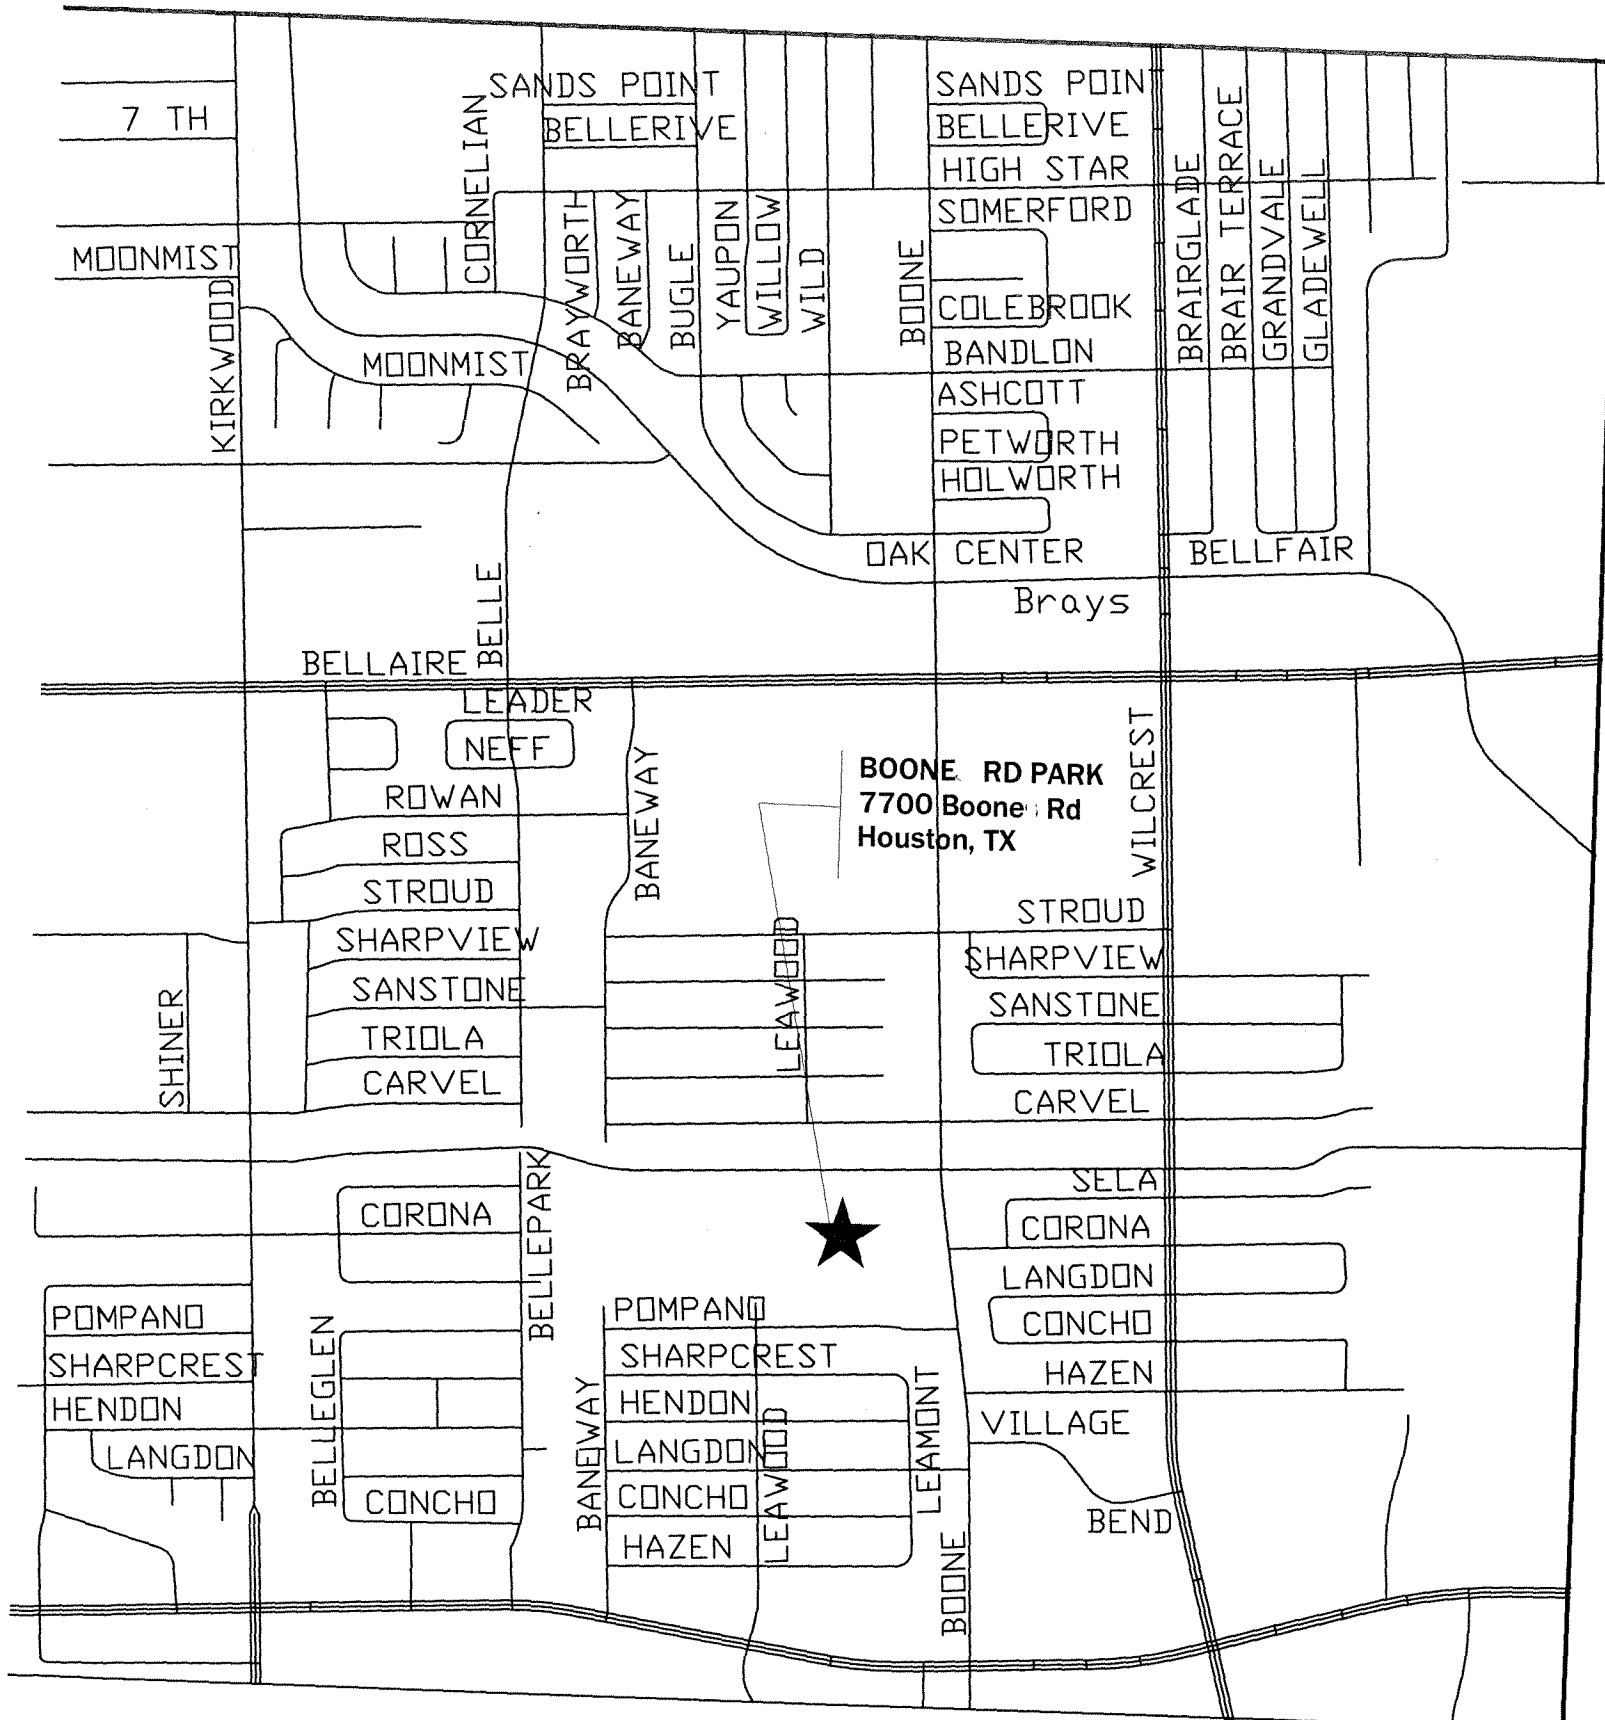 SANDS POINT
SANDS POIN
7 TH
BELLERIVE
BELLERIVE
CORNELIAN
HIGH STAR
BRAIRGLADE
BRAIR TERRACE
GRANDVALE
GLADEWELL
SOMERFORD
MOONMIST
BRAYWORTH
BANEWAY
BUGLE
YAUPON
WILLOW
WILD
BOONE
COLEBROOK
KIRKWOOD
MOONMIST
BANDLON
ASHCOTT
PETWORTH
HOLWORTH
OAK CENTER
BELLFAIR
Brays
BELLE
BELLAIRE
LEADER
NEFF
BANEWAY
WILCREST
BOONE RD PARK
7700 Boone Rd
Houston, TX
ROWAN
ROSS
STROUD
STROUD
SHARPVIEW
SHARPVIEW
LEAWOOD
SANSTONE
SANSTONE
SHINER
TRIOLA
TRIOLA
CARVEL
CARVEL
SELA
BELLEPARK
CORONA
CORONA
LANGDON
POMPANO
POMPANO
CONCHO
BELLEGLEN
SHARPCREST
SHARPCREST
HAZEN
HENDON
BANEWAY
HENDON
LEAWOOD
LEAMONT
VILLAGE
LANGDON
LANGDON
CONCHO
CONCHO
BEND
HAZEN
BOONE